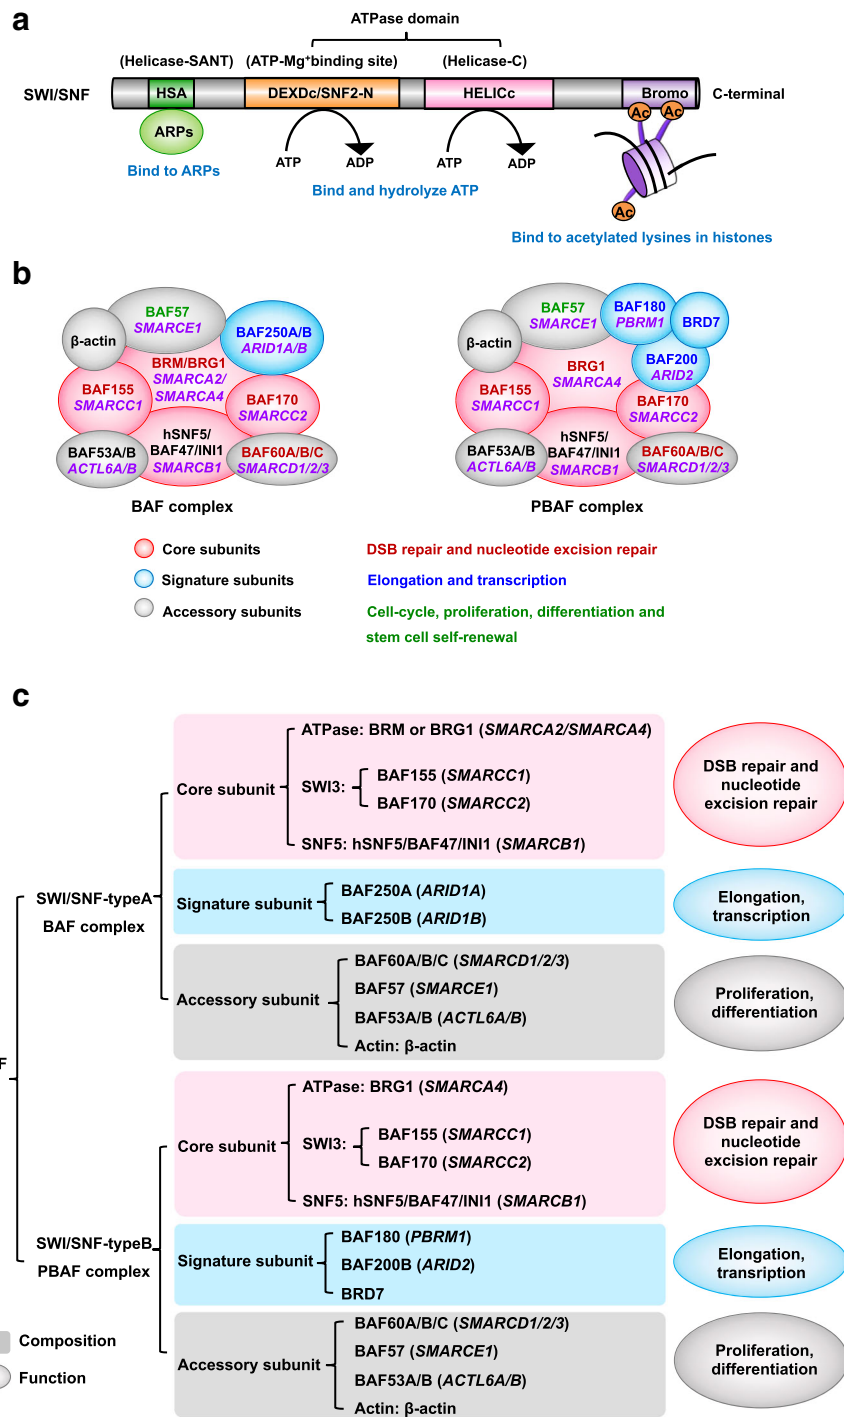 a
ATPase domain
(Helicase-SANT) (ATP-Mg⁺binding site) (Helicase-C)
SWI/SNF HSA DEXDc/SNF2-N HELICc Bromo C-terminal
ARPs
Ac Ac
ATP ADP ATP ADP
Bind to ARPs
Bind and hydrolyze ATP
Ac
Bind to acetylated lysines in histones
b
BAF57
SMARCE1
β-actin
BAF250A/B
ARID1A/B
BRM/BRG1
SMARCA2/
SMARCA4
BAF155
SMARCC1
BAF170
SMARCC2
hSNF5/
BAF47/INI1
SMARCB1
BAF53A/B
ACTL6A/B
BAF60A/B/C
SMARCD1/2/3
BAF complex
BAF57
SMARCE1
BAF180
PBRM1
BRD7
β-actin
BAF200
ARID2
BRG1
SMARCA4
BAF155
SMARCC1
BAF170
SMARCC2
hSNF5/
BAF47/INI1
SMARCB1
BAF53A/B
ACTL6A/B
BAF60A/B/C
SMARCD1/2/3
PBAF complex
Core subunits DSB repair and nucleotide excision repair
Signature subunits Elongation and transcription
Accessory subunits Cell-cycle, proliferation, differentiation and
stem cell self-renewal
c
F
SWI/SNF-typeA
BAF complex
Core subunit
ATPase: BRM or BRG1 (SMARCA2/SMARCA4)
SWI3:
BAF155 (SMARCC1)
BAF170 (SMARCC2)
SNF5: hSNF5/BAF47/INI1 (SMARCB1)
DSB repair and
nucleotide
excision repair
Signature subunit
BAF250A (ARID1A)
BAF250B (ARID1B)
Elongation,
transcription
Accessory subunit
BAF60A/B/C (SMARCD1/2/3)
BAF57 (SMARCE1)
BAF53A/B (ACTL6A/B)
Actin: β-actin
Proliferation,
differentiation
SWI/SNF-typeB
PBAF complex
Core subunit
ATPase: BRG1 (SMARCA4)
SWI3:
BAF155 (SMARCC1)
BAF170 (SMARCC2)
SNF5: hSNF5/BAF47/INI1 (SMARCB1)
DSB repair and
nucleotide
excision repair
Signature subunit
BAF180 (PBRM1)
BAF200B (ARID2)
BRD7
Elongation,
transription
Accessory subunit
BAF60A/B/C (SMARCD1/2/3)
BAF57 (SMARCE1)
BAF53A/B (ACTL6A/B)
Actin: β-actin
Proliferation,
differentiation
Composition
Function